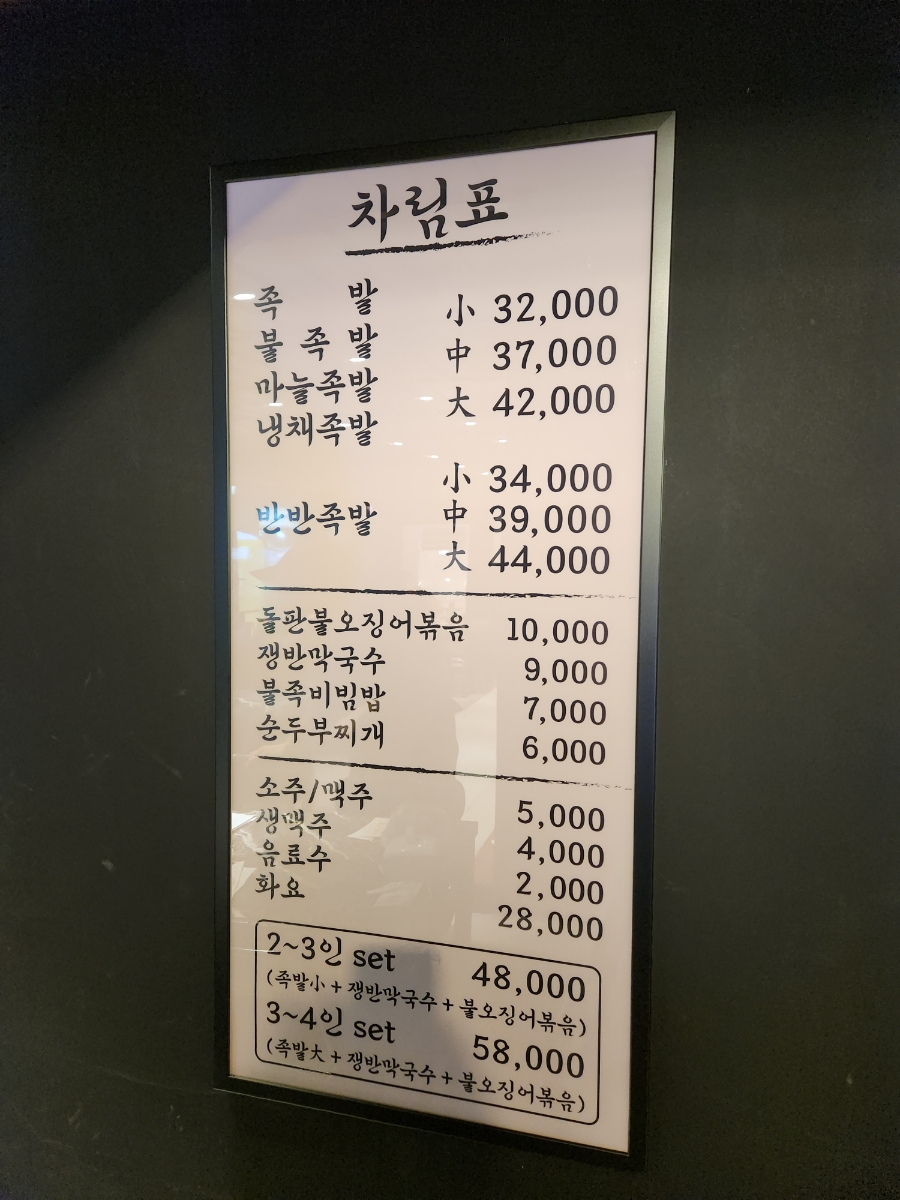 차림표
족 발
불 족 발
마늘족발
냉채족발
小 32,000
中 37,000
大 42,000
반반족발
小 34,000
中 39,000
大 44,000
돌판불오징어볶음 10,000
쟁반막국수 9,000
불족비빔밥 7,000
순두부찌개 6,000
소주/맥주 5,000
생맥주 4,000
음료수 2,000
화요 28,000
2~3인 set 48,000
(족발小 + 쟁반막국수 + 불오징어볶음)
3~4인 set 58,000
(족발大 + 쟁반막국수 + 불오징어볶음)